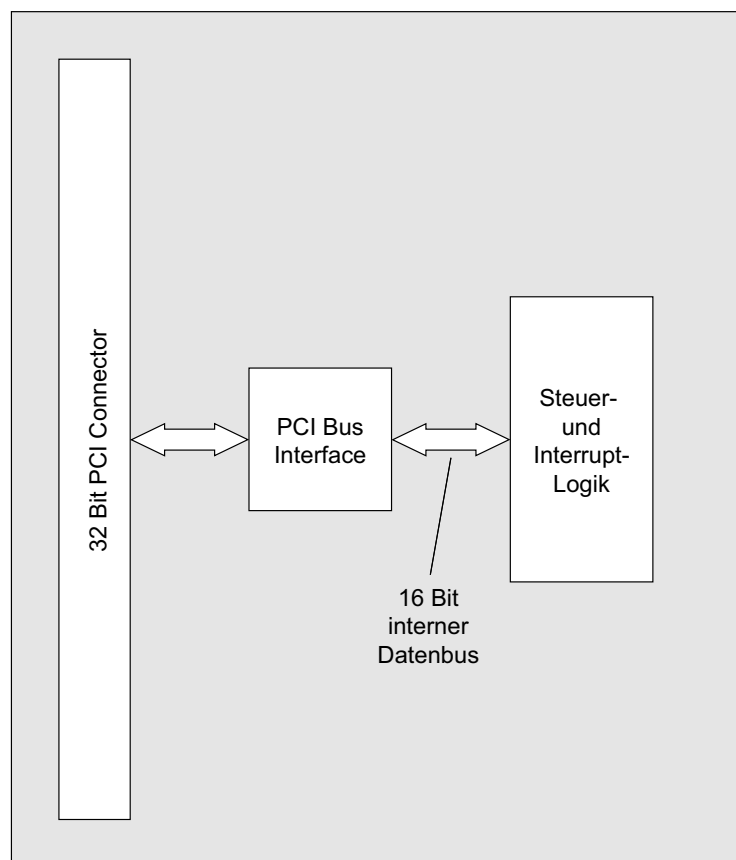 32 Bit PCI Connector
PCI Bus
Interface
Steuer-
und
Interrupt-
Logik
16 Bit
interner
Datenbus